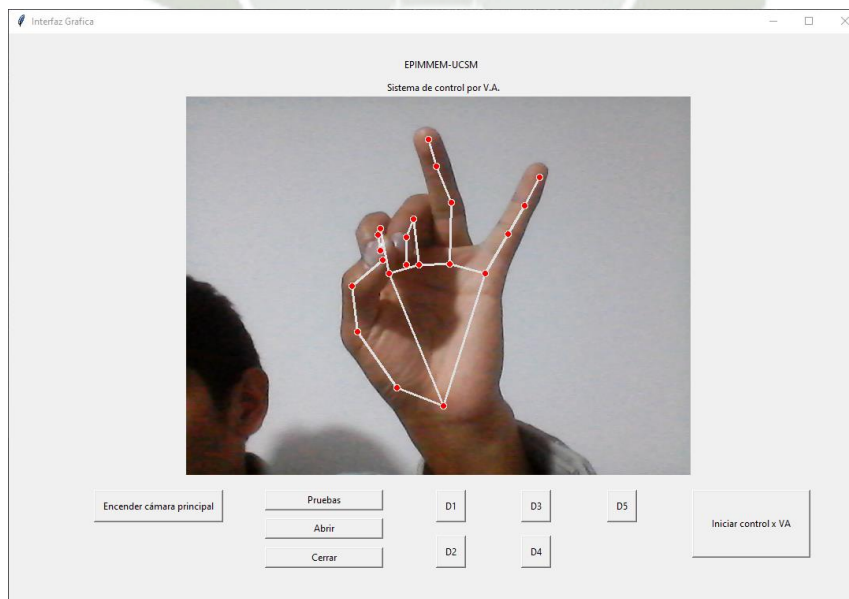 Interfaz Grafica
EPIMMEM-UCSM
Sistema de control por V.A.
Encender cámara principal
Pruebas
Abrir
Cerrar
D1
D3
D5
D2
D4
Iniciar control x VA